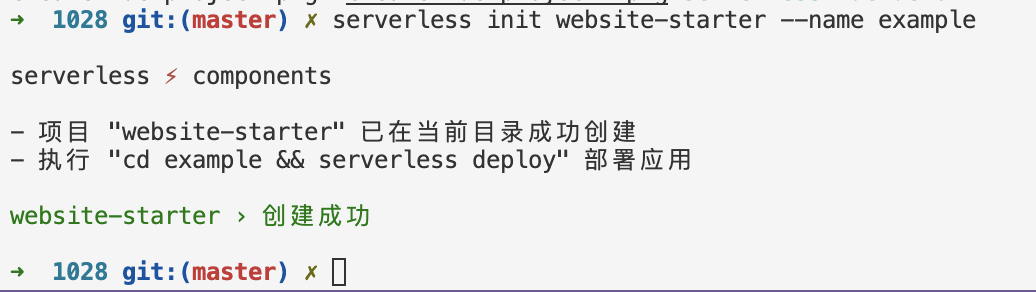 ➜  1028 git:(master) ✗ serverless init website-starter --name example
serverless ⚡ components
- 项目 "website-starter" 已在当前目录成功创建
- 执行 "cd example && serverless deploy" 部署应用
website-starter › 创建成功
➜  1028 git:(master) ✗